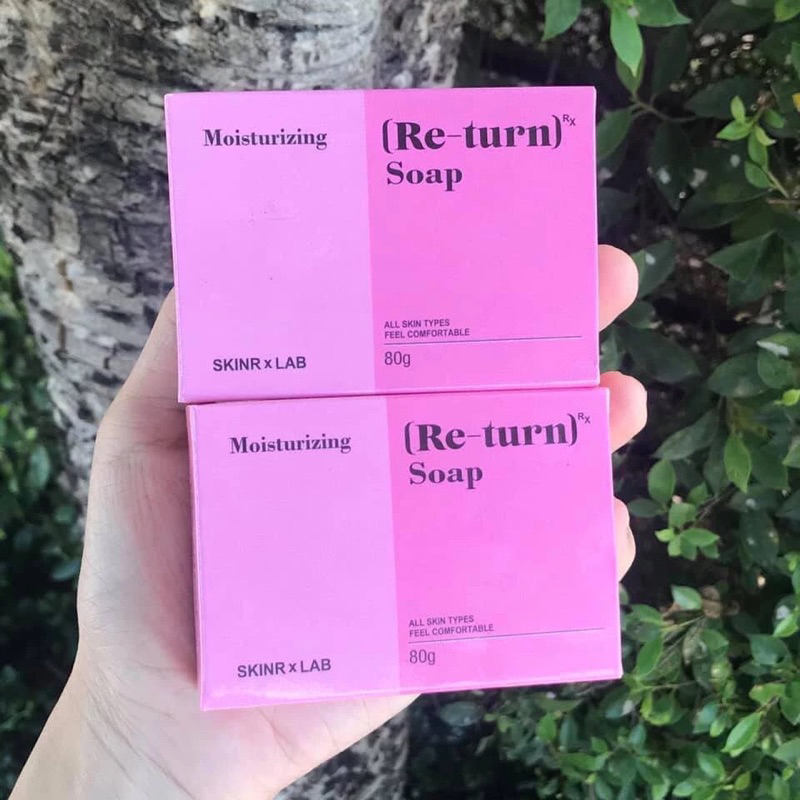 Moisturizing
(Re-turn)Rx
Soap
ALL SKIN TYPES
FEEL COMFORTABLE
SKINR x LAB
80g
Moisturizing
(Re-turn)Rx
Soap
ALL SKIN TYPES
FEEL COMFORTABLE
SKINR x LAB
80g